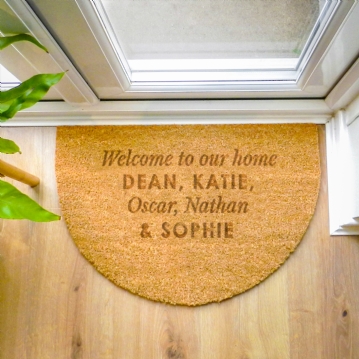 Welcome to our home
DEAN, KATIE,
Oscar, Nathan
& SOPHIE